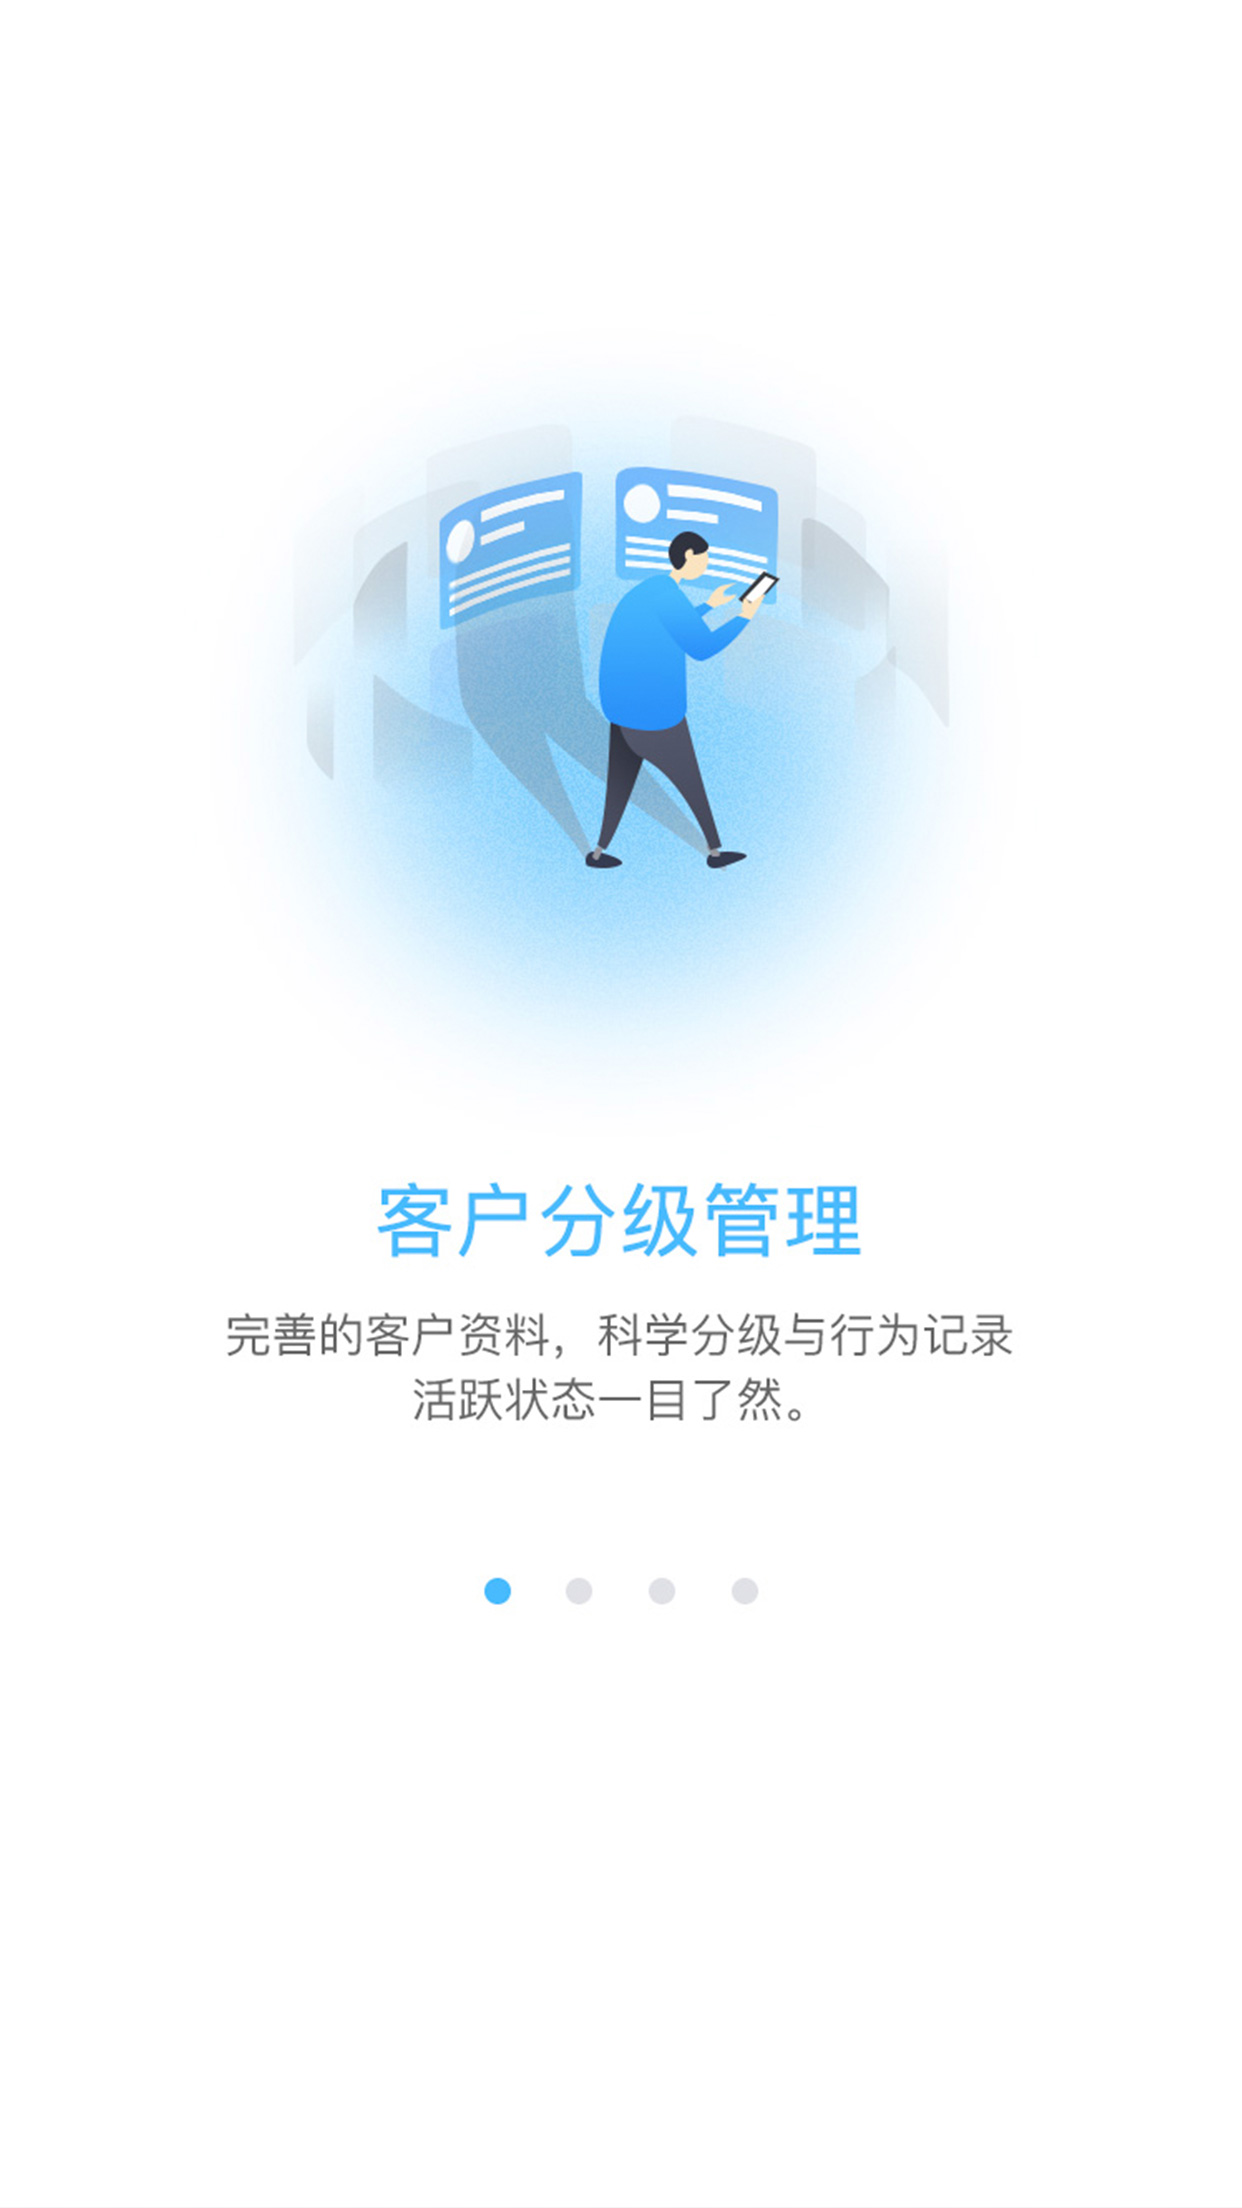 客户分级管理
完善的客户资料，科学分级与行为记录
活跃状态一目了然。